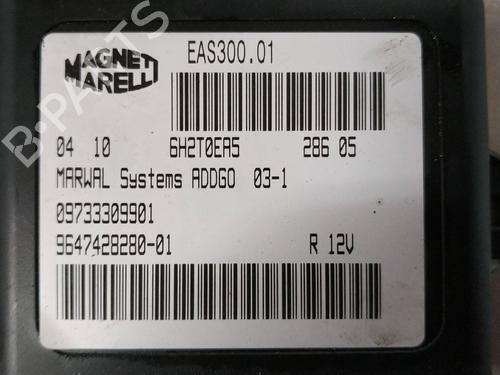 MAGNETI MARELLI
EAS300.01
04 10 6H2T0EA5 286 05
MARWAL Systems ADDGO 03-1
09733309901
9647428280-01 R 12V
B-PARTS